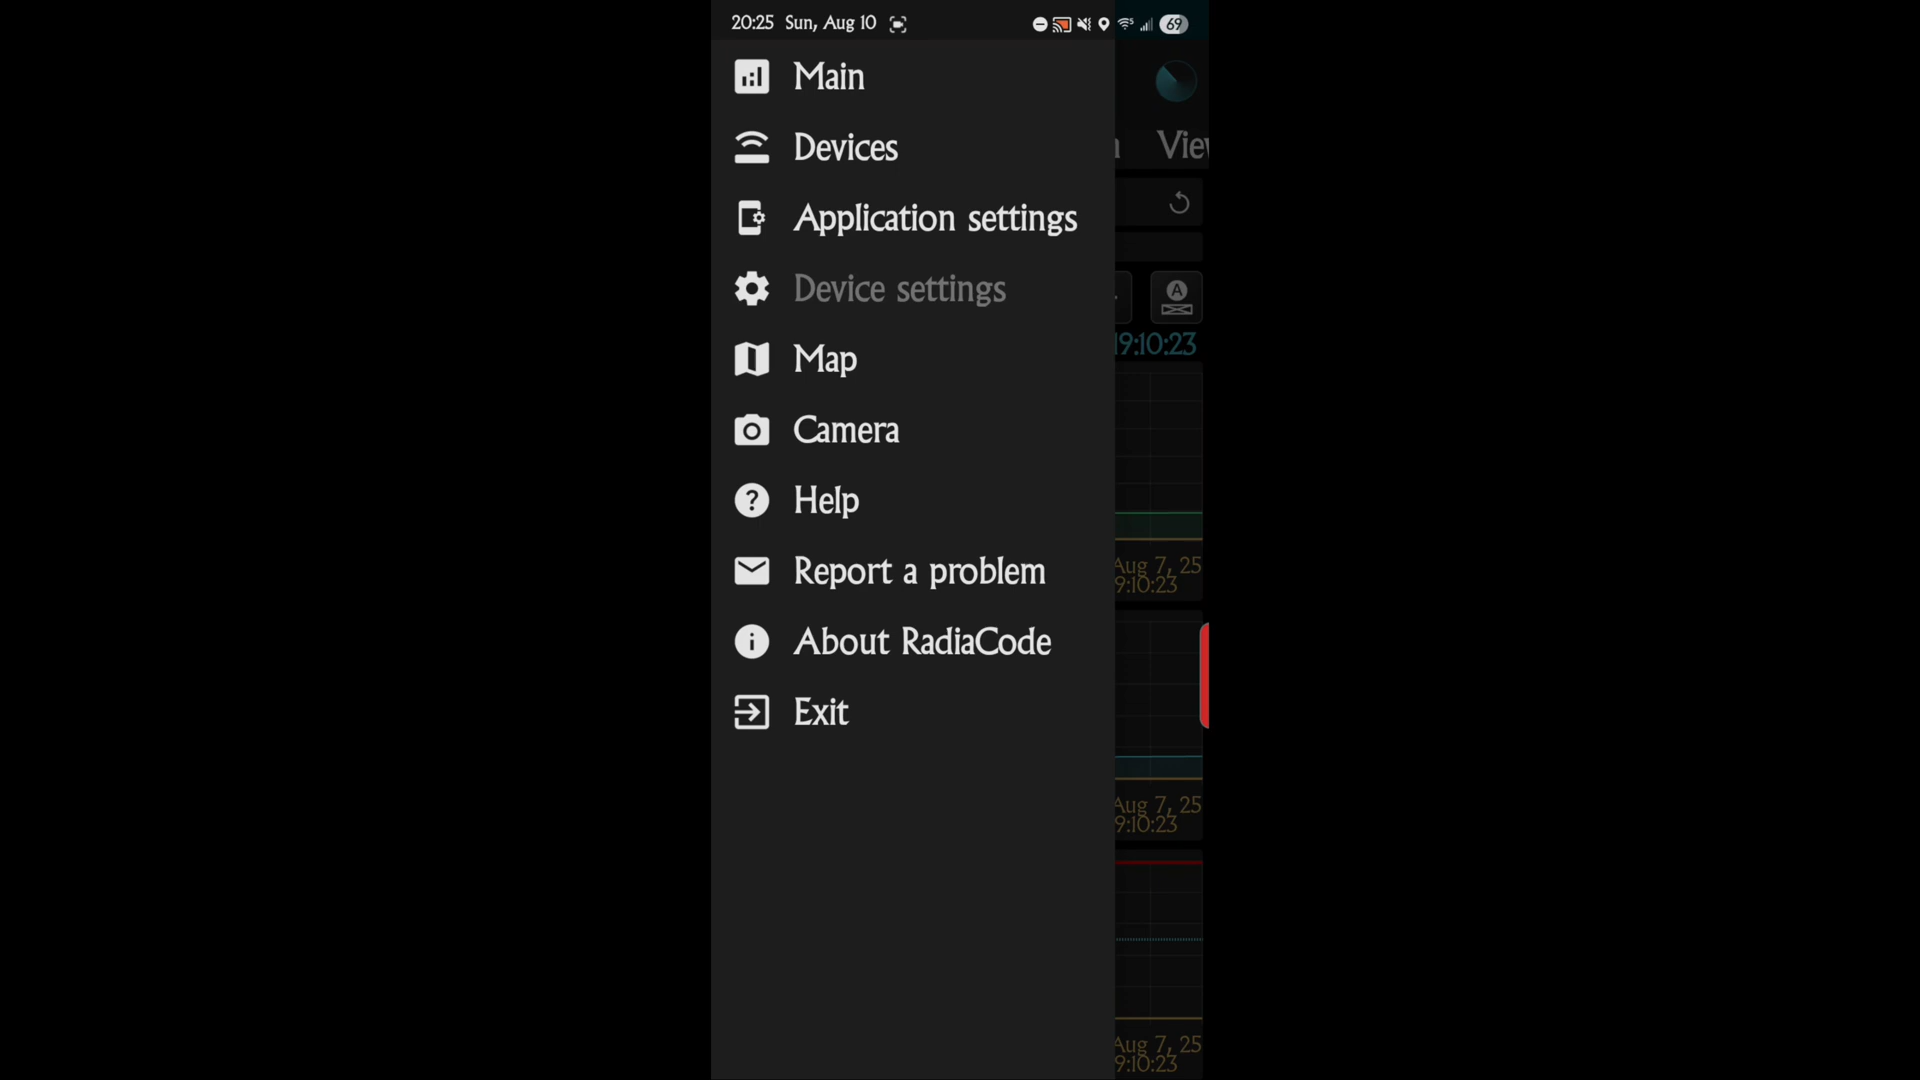 20:25 Sun, Aug 10
69
Main
Devices
Application settings
Device settings
Map
Camera
Help
Report a problem
About RadiaCode
Exit
A
19:10:23
Aug 7, 25
9:10:23
Aug 7, 25
9:10:23
Aug 7, 25
9:10:23